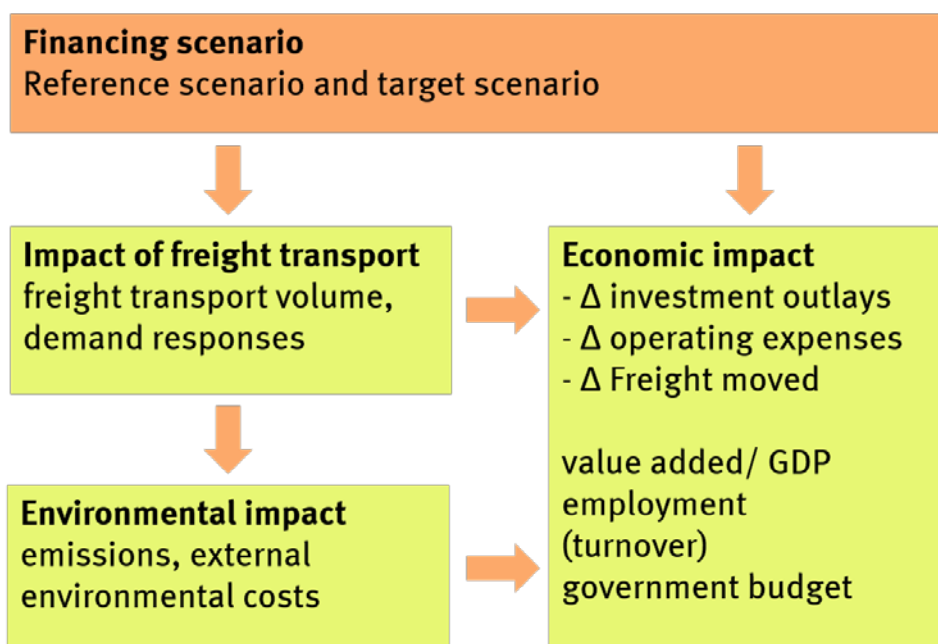 Financing scenario
Reference scenario and target scenario
Impact of freight transport
freight transport volume,
demand responses
Economic impact
- Δ investment outlays
- Δ operating expenses
- Δ Freight moved
value added/ GDP
employment
(turnover)
government budget
Environmental impact
emissions, external
environmental costs